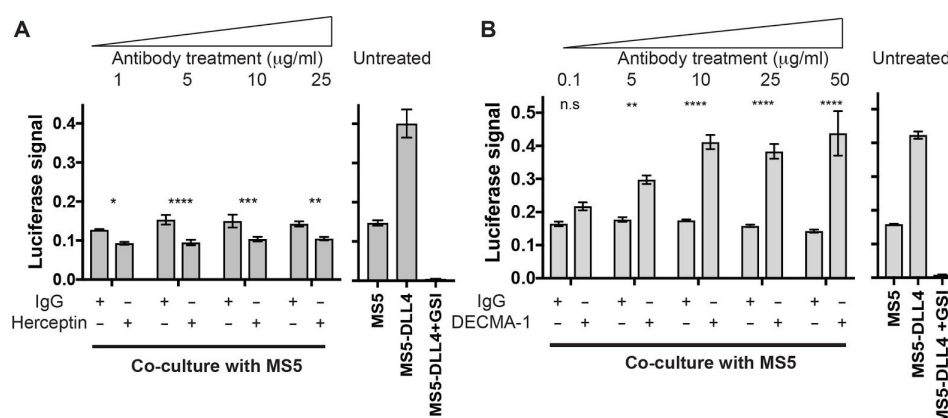 A
Antibody treatment (μg/ml)
1 5 10 25
Untreated
Luciferase signal
0.4
0.3
0.2
0.1
0.0
* **** *** **
IgG + – + – + – + –
Herceptin – + – + – + – +
Co-culture with MS5
MS5
MS5-DLL4
MS5-DLL4+GSI
B
Antibody treatment (μg/ml)
0.1 5 10 25 50
Untreated
Luciferase signal
0.5
0.4
0.3
0.2
0.1
0.0
n.s ** **** **** ****
IgG + – + – + – + – + –
DECMA-1 – + – + – + – + – +
Co-culture with MS5
MS5
MS5-DLL4
MS5-DLL4 +GSI